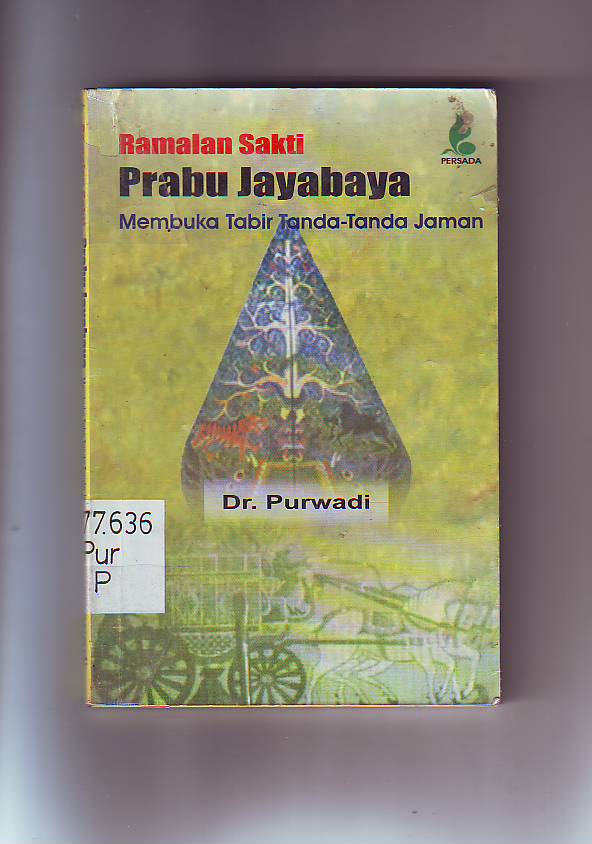 Ramalan Sakti
Prabu Jayabaya
Membuka Tabir Tanda-Tanda Jaman
PERSADA
Dr. Purwadi
77.636
Pur
P